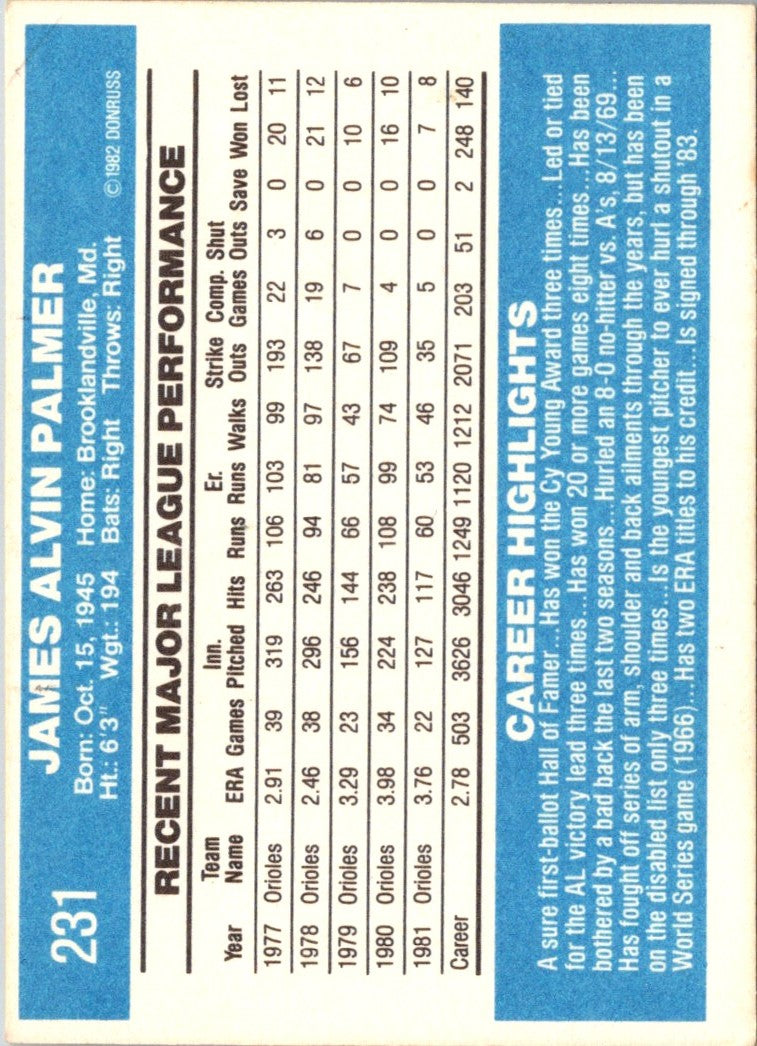 231 JAMES ALVIN PALMER
Born: Oct. 15, 1945 Home: Brooklandville, Md.
Ht.: 6'3" Wgt.: 194 Bats: Right Throws: Right © 1982 DONRUSS
RECENT MAJOR LEAGUE PERFORMANCE
Team Inn. Er. Strike Comp. Shut
Year Name ERA Games Pitched Hits Runs Runs Walks Outs Games Outs Save Won Lost
1977 Orioles 2.91 39 319 263 106 103 99 193 22 3 0 20 11
1978 Orioles 2.46 38 296 246 94 81 97 138 19 6 0 21 12
1979 Orioles 3.29 23 156 144 66 57 43 67 7 0 0 10 6
1980 Orioles 3.98 34 224 238 108 99 74 109 4 0 0 16 10
1981 Orioles 3.76 22 127 117 60 53 46 35 5 0 0 7 8
Career 2.78 503 3626 3046 1249 1120 1212 2071 203 51 2 248 140
CAREER HIGHLIGHTS
A sure first-ballot Hall of Famer...Has won the Cy Young Award three times...Led or tied
for the AL victory lead three times...Has won 20 or more games eight times...Has been
bothered by a bad back the last two seasons...Hurled an 8-0 no-hitter vs. A's, 8/13/69...
Has fought off series of arm, shoulder and back ailments through the years, but has been
on the disabled list only three times...Is the youngest pitcher to ever hurl a shutout in a
World Series game (1966)...Has two ERA titles to his credit...Is signed through '83.